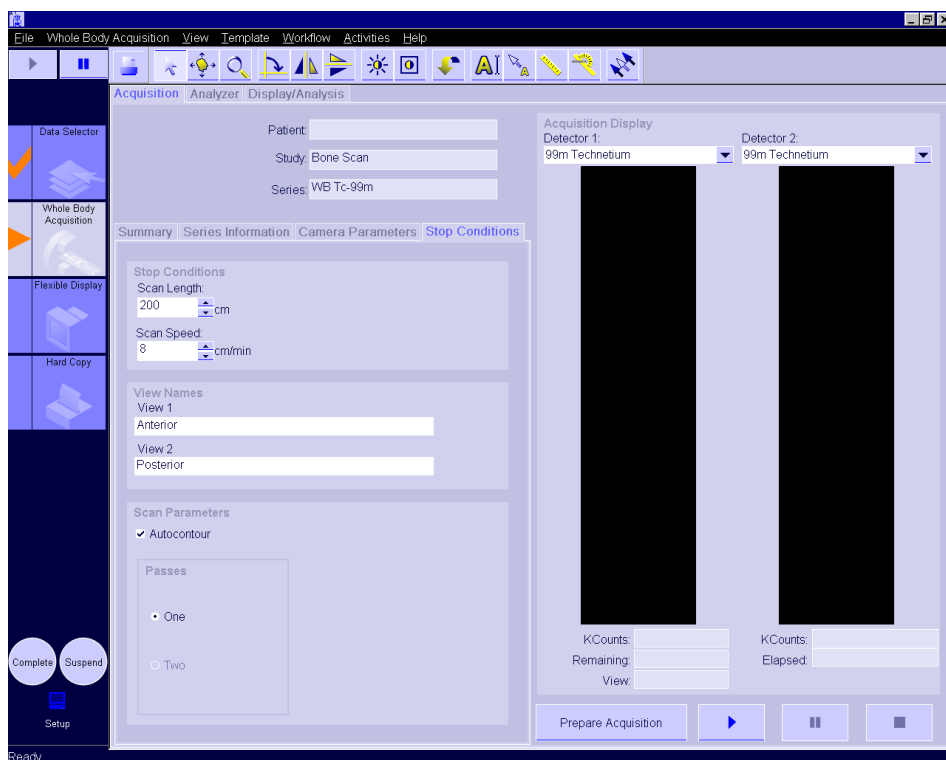 File Whole Body Acquisition View Template Workflow Activities Help
Acquisition Analyzer Display/Analysis
Data Selector
Whole Body
Acquisition
Flexible Display
Hard Copy
Complete Suspend
Setup
Ready
Patient:
Study: Bone Scan
Series: WB Tc-99m
Summary Series Information Camera Parameters Stop Conditions
Stop Conditions
Scan Length:
200 cm
Scan Speed:
8 cm/min
View Names
View 1
Anterior
View 2
Posterior
Scan Parameters
Autocontour
Passes
One
Two
Acquisition Display
Detector 1: Detector 2:
99m Technetium 99m Technetium
KCounts: KCounts:
Remaining: Elapsed:
View:
Prepare Acquisition